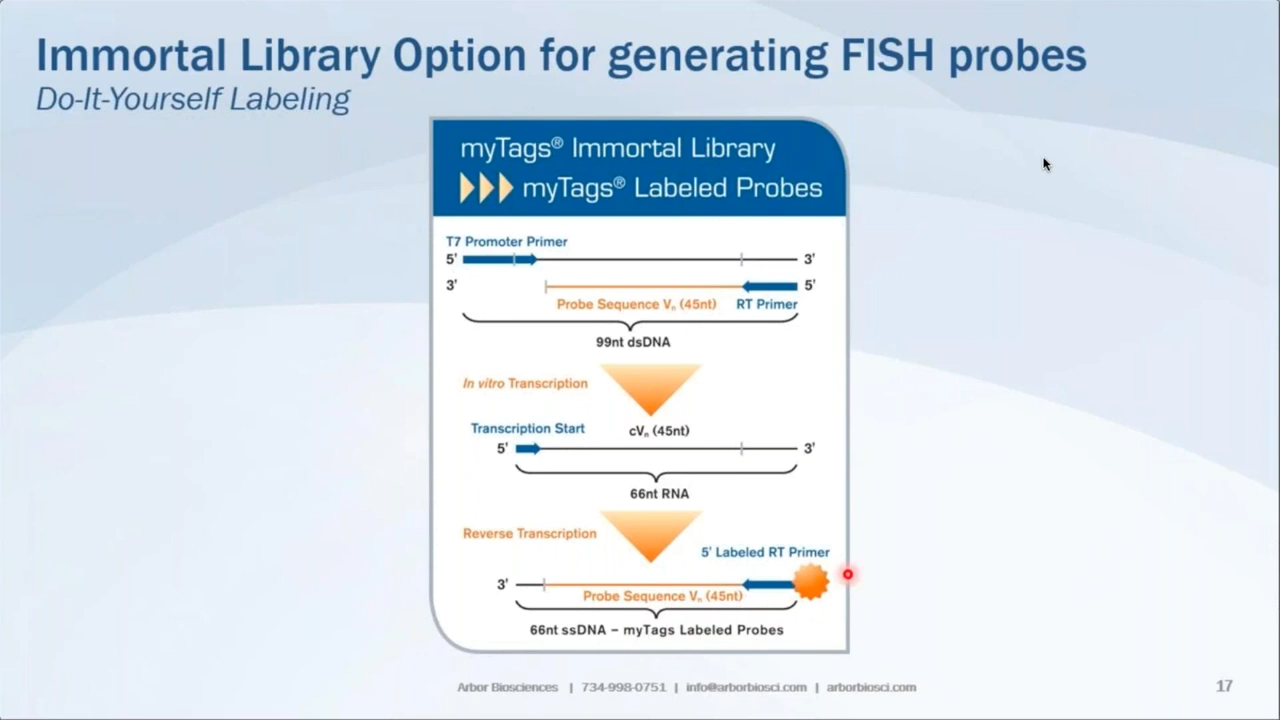 Immortal Library Option for generating FISH probes
Do-It-Yourself Labeling
myTags® Immortal Library
myTags® Labeled Probes
T7 Promoter Primer
5' 3'
3' 5'
Probe Sequence Vn (45nt) RT Primer
99nt dsDNA
In vitro Transcription
Transcription Start cVn (45nt)
5' 3'
66nt RNA
Reverse Transcription
5' Labeled RT Primer
3'
Probe Sequence Vn (45nt)
66nt ssDNA – myTags Labeled Probes
Arbor Biosciences | 734-998-0751 | info@arborbiosci.com | arborbiosci.com 17